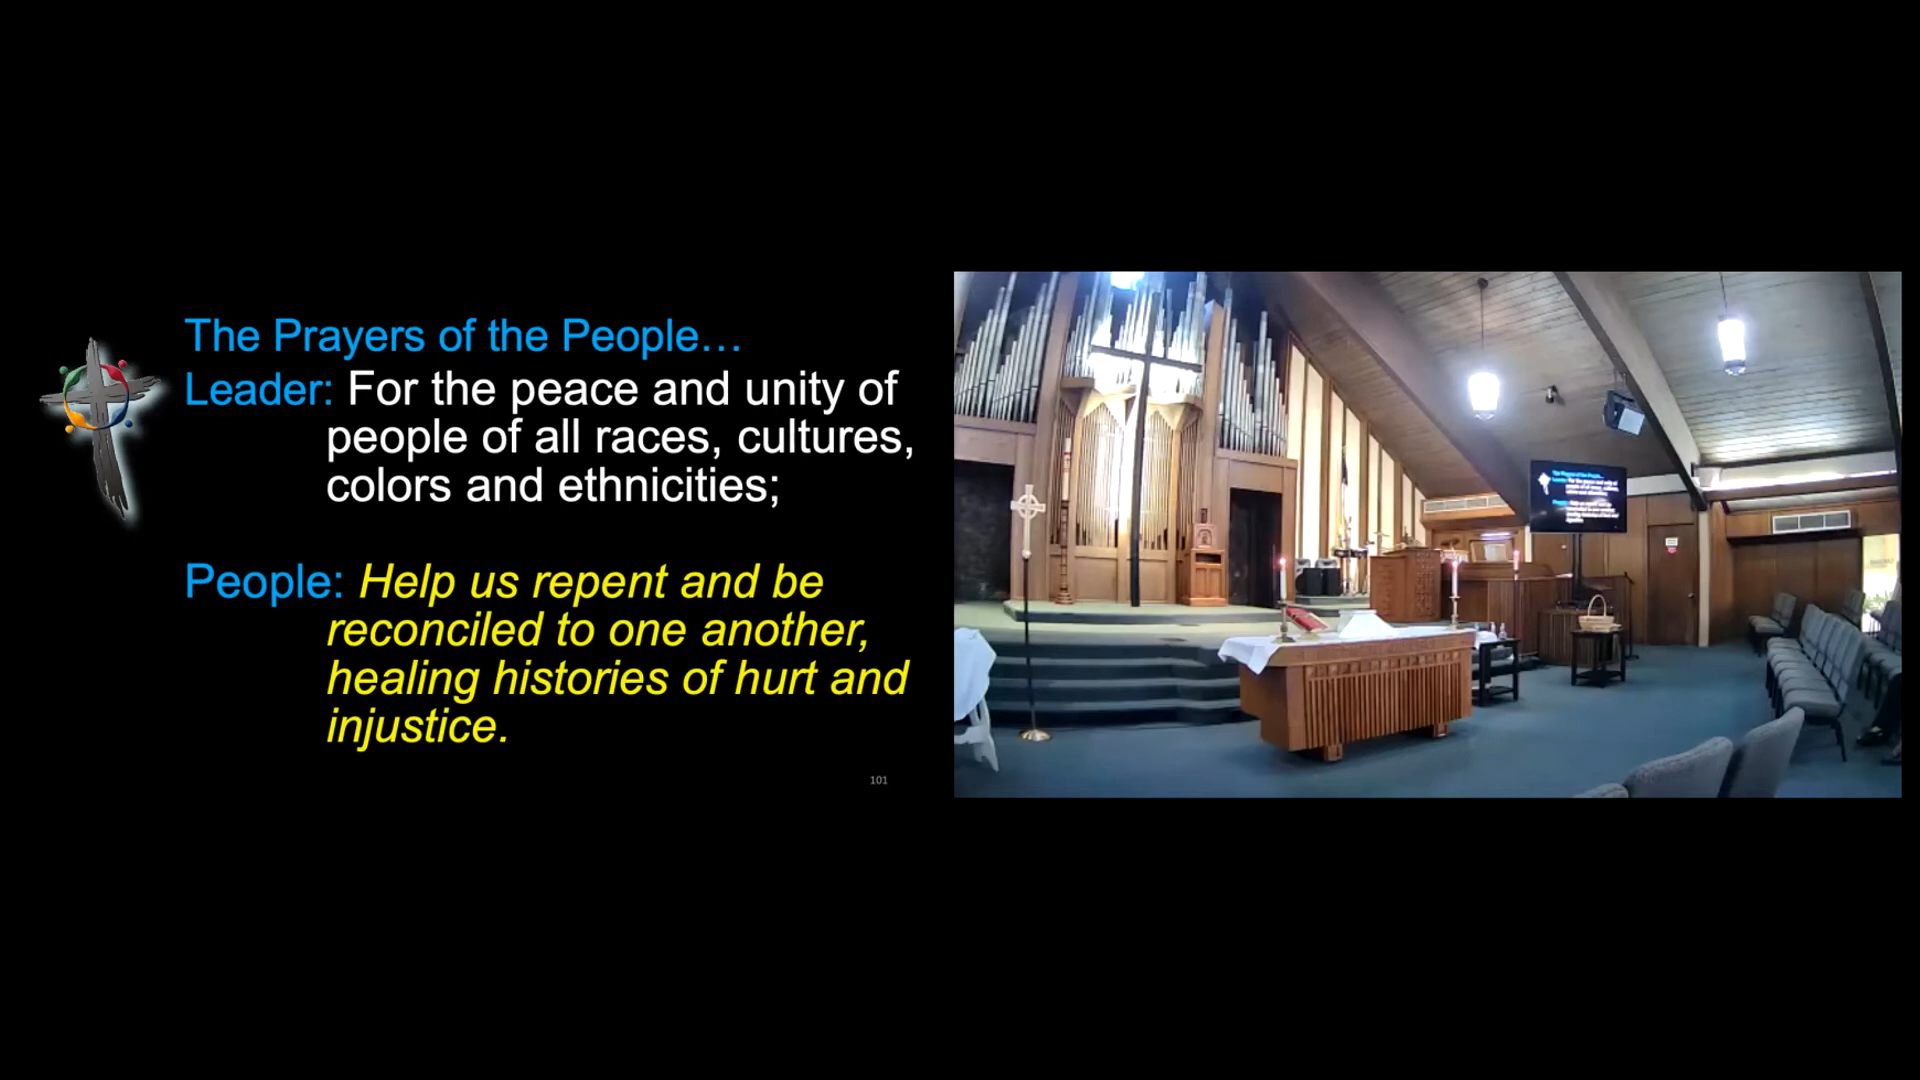 The Prayers of the People…
Leader: For the peace and unity of
people of all races, cultures,
colors and ethnicities;
People: Help us repent and be
reconciled to one another,
healing histories of hurt and
injustice.
101